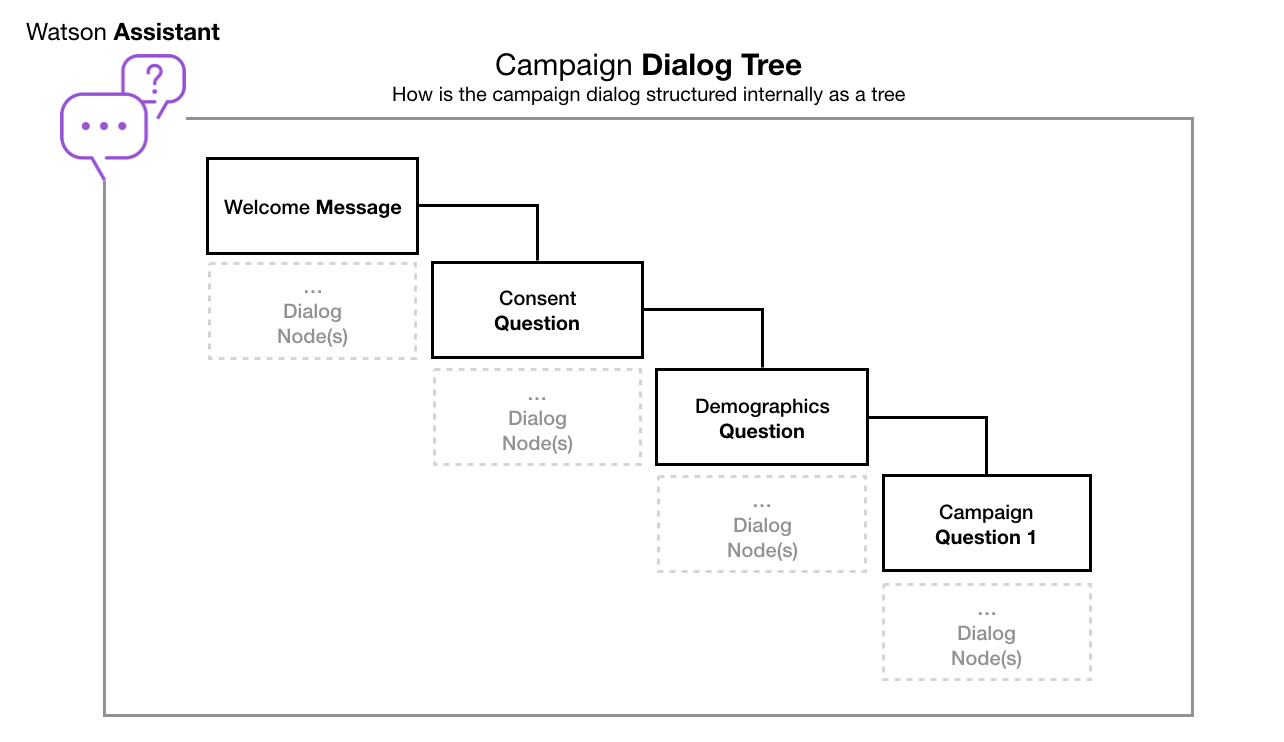 Watson Assistant
Campaign Dialog Tree
How is the campaign dialog structured internally as a tree
?
Welcome Message
...
Dialog
Node(s)
Consent
Question
...
Dialog
Node(s)
Demographics
Question
...
Dialog
Node(s)
Campaign
Question 1
...
Dialog
Node(s)